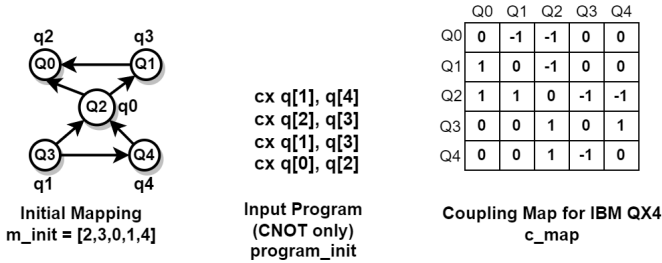 q2 q3
Q0 Q1
Q2 q0
Q3 Q4
q1 q4
Initial Mapping
m_init = [2,3,0,1,4]
cx q[1], q[4]
cx q[2], q[3]
cx q[1], q[3]
cx q[0], q[2]
Input Program
(CNOT only)
program_init
Q0 Q1 Q2 Q3 Q4
Q0 0 -1 -1 0 0
Q1 1 0 -1 0 0
Q2 1 1 0 -1 -1
Q3 0 0 1 0 1
Q4 0 0 1 -1 0
Coupling Map for IBM QX4
c_map